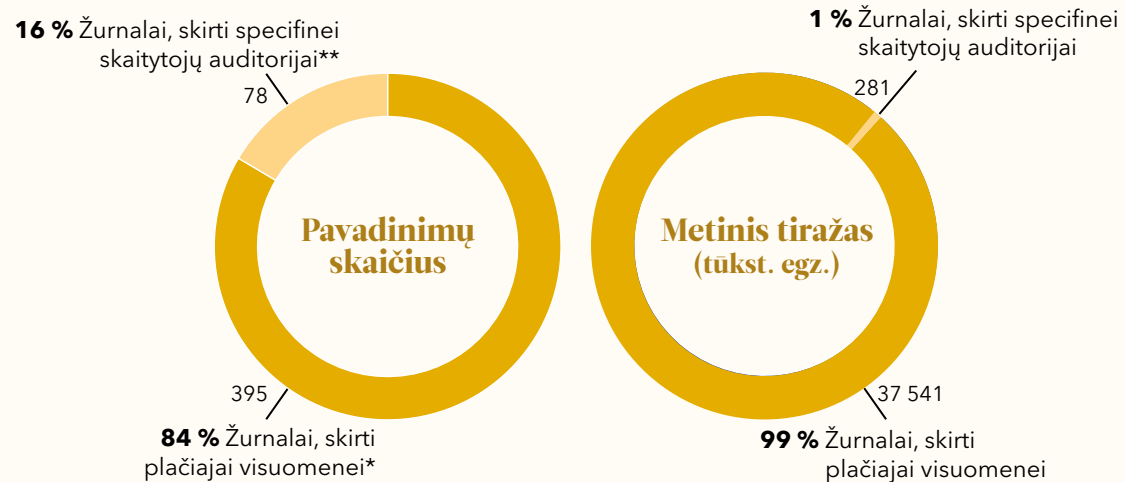 16 % Žurnalai, skirti specifinei
skaitytojų auditorijai**
78
Pavadinimų
skaičius
395
84 % Žurnalai, skirti
plačiajai visuomenei*
1 % Žurnalai, skirti specifinei
skaitytojų auditorijai
281
Metinis tiražas
(tūkst. egz.)
37 541
99 % Žurnalai, skirti
plačiajai visuomenei